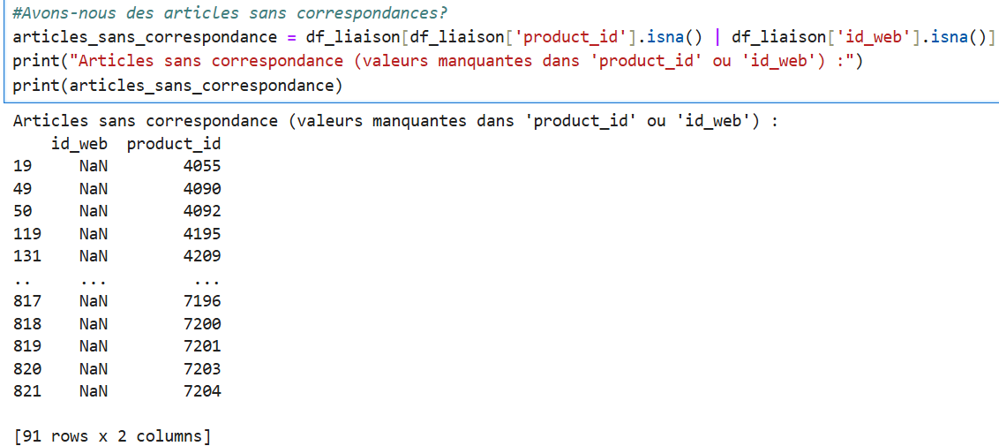 #Avons-nous des articles sans correspondances?
articles_sans_correspondance = df_liaison[df_liaison['product_id'].isna() | df_liaison['id_web'].isna()]
print("Articles sans correspondance (valeurs manquantes dans 'product_id' ou 'id_web') :")
print(articles_sans_correspondance)
Articles sans correspondance (valeurs manquantes dans 'product_id' ou 'id_web') :
    id_web  product_id
19     NaN        4055
49     NaN        4090
50     NaN        4092
119    NaN        4195
131    NaN        4209
..     ...         ...
817    NaN        7196
818    NaN        7200
819    NaN        7201
820    NaN        7203
821    NaN        7204
[91 rows x 2 columns]